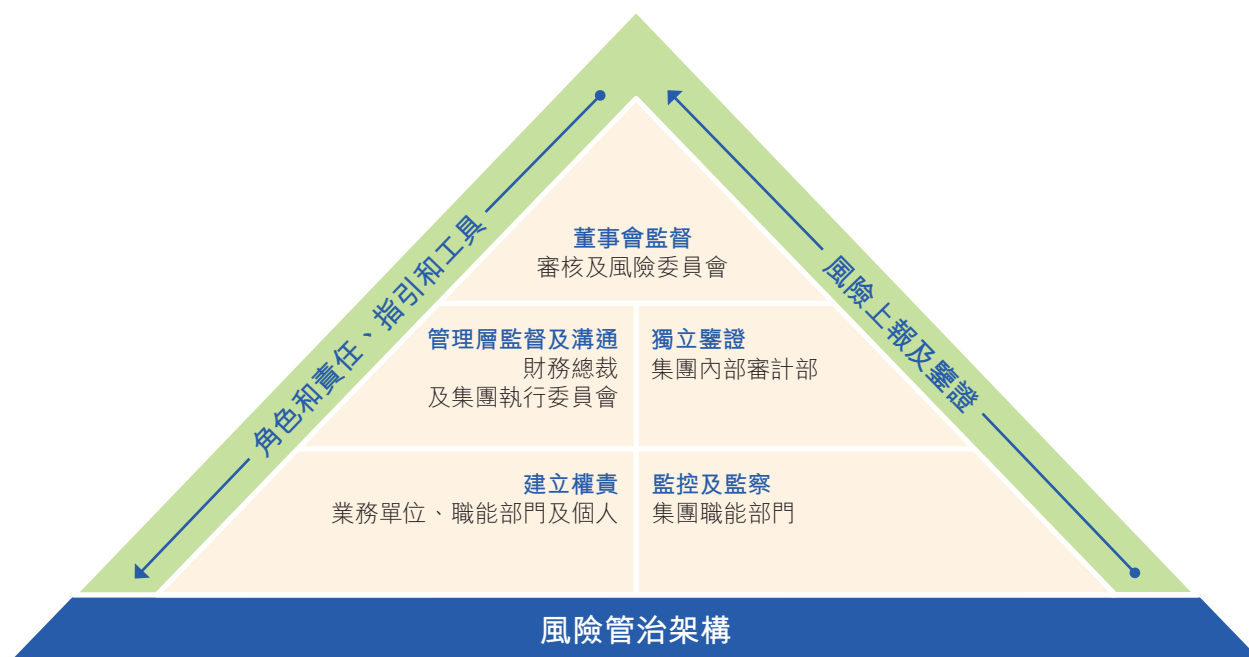 角色和責任、指引和工具
風險上報及鑒證
董事會監督
審核及風險委員會
管理層監督及溝通
財務總裁
及集團執行委員會
獨立鑒證
集團內部審計部
建立權責
業務單位、職能部門及個人
監控及監察
集團職能部門
風險管治架構